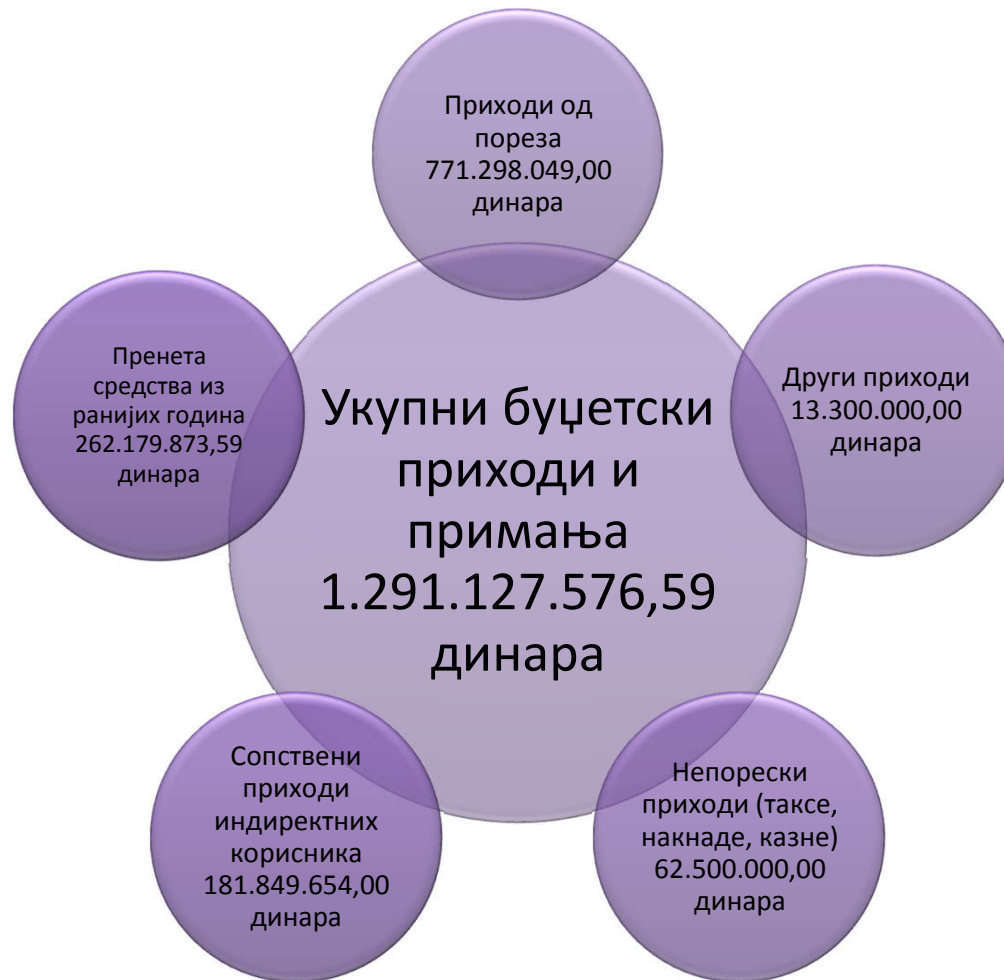 Приходи од
пореза
771.298.049,00
динара
Пренета
средства из
ранијих година
262.179.873,59
динара
Укупни буџетски
приходи и
примања
1.291.127.576,59
динара
Други приходи
13.300.000,00
динара
Сопствени
приходи
индиректних
корисника
181.849.654,00
динара
Непорески
приходи (таксе,
накнаде, казне)
62.500.000,00
динара